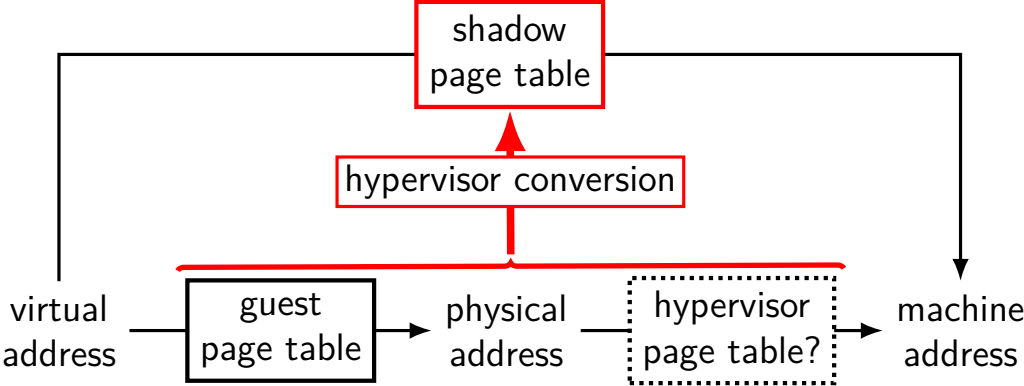 shadow
page table
hypervisor conversion
virtual
address
guest
page table
physical
address
hypervisor
page table?
machine
address